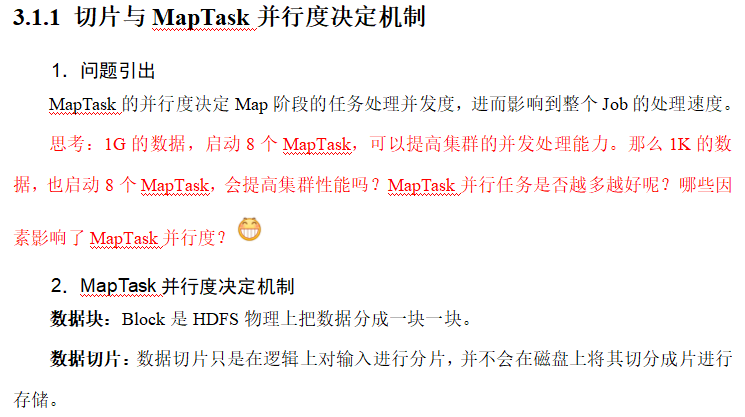 3.1.1 切片与 MapTask 并行度决定机制
1．问题引出
MapTask 的并行度决定 Map 阶段的任务处理并发度，进而影响到整个 Job 的处理速度。
思考：1G 的数据，启动 8 个 MapTask，可以提高集群的并发处理能力。那么 1K 的数
据，也启动 8 个 MapTask，会提高集群性能吗？MapTask 并行任务是否越多越好呢？哪些因
素影响了 MapTask 并行度？
2．MapTask 并行度决定机制
数据块：Block 是 HDFS 物理上把数据分成一块一块。
数据切片：数据切片只是在逻辑上对输入进行分片，并不会在磁盘上将其切分成片进行
存储。